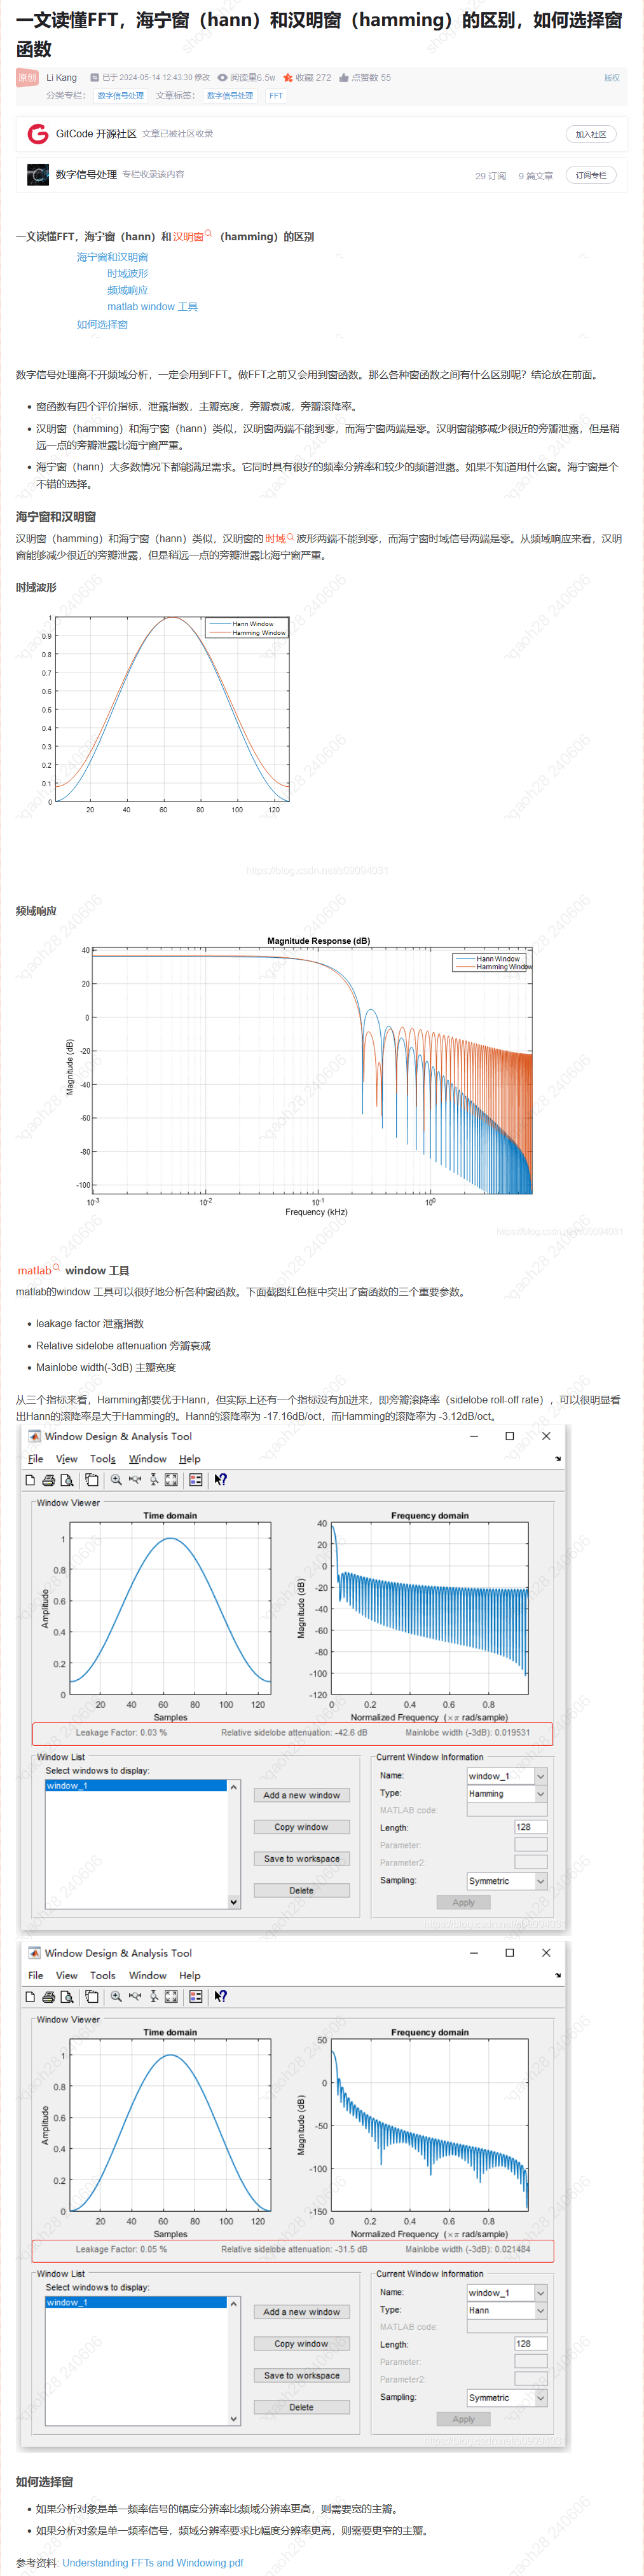 一文读懂FFT，海宁窗（hann）和汉明窗（hamming）的区别，如何选择窗
函数
原创 Li Kang 已于 2024-05-14 12:43:30 修改 阅读量6.5w 收藏 272 点赞数 55 版权
分类专栏： 数字信号处理 文章标签： 数字信号处理 FFT
GitCode 开源社区 文章已被社区收录 加入社区
数字信号处理 专栏收录该内容 29 订阅 9 篇文章 订阅专栏
一文读懂FFT，海宁窗（hann）和汉明窗（hamming）的区别
海宁窗和汉明窗
时域波形
频域响应
matlab window 工具
如何选择窗
数字信号处理离不开频域分析，一定会用到FFT。做FFT之前又会用到窗函数。那么各种窗函数之间有什么区别呢？结论放在前面。
窗函数有四个评价指标，泄露指数，主瓣宽度，旁瓣衰减，旁瓣滚降率。
汉明窗（hamming）和海宁窗（hann）类似，汉明窗两端不能到零，而海宁窗两端是零。汉明窗能够减少很近的旁瓣泄露，但是稍
远一点的旁瓣泄露比海宁窗严重。
海宁窗（hann）大多数情况下都能满足需求。它同时具有很好的频率分辨率和较少的频谱泄露。如果不知道用什么窗。海宁窗是个
不错的选择。
海宁窗和汉明窗
汉明窗（hamming）和海宁窗（hann）类似，汉明窗的时域波形两端不能到零，而海宁窗时域信号两端是零。从频域响应来看，汉明
窗能够减少很近的旁瓣泄露，但是稍远一点的旁瓣泄露比海宁窗严重。
时域波形
Hann Window
Hamming Window
1
0.9
0.8
0.7
0.6
0.5
0.4
0.3
0.2
0.1
0
20 40 60 80 100 120
频域响应
Magnitude Response (dB)
Hann Window
Hamming Window
Magnitude (dB)
40
20
0
-20
-40
-60
-80
-100
10-3 10-2 10-1 100
Frequency (kHz)
matlab window 工具
matlab的window 工具可以很好地分析各种窗函数。下面截图红色框中突出了窗函数的三个重要参数。
leakage factor 泄露指数
Relative sidelobe attenuation 旁瓣衰减
Mainlobe width(-3dB) 主瓣宽度
从三个指标来看，Hamming都要优于Hann，但实际上还有一个指标没有加进来，即旁瓣滚降率（sidelobe roll-off rate），可以很明显看
出Hann的滚降率是大于Hamming的。Hann的滚降率为 -17.16dB/oct，而Hamming的滚降率为 -3.12dB/oct。
Window Design & Analysis Tool
File View Tools Window Help
Window Viewer
Time domain Frequency domain
Amplitude
1
0.8
0.6
0.4
0.2
0
20 40 60 80 100 120
Samples
Magnitude (dB)
40
20
0
-20
-40
-60
-80
-100
-120
0 0.2 0.4 0.6 0.8
Normalized Frequency (×π rad/sample)
Leakage Factor: 0.03 % Relative sidelobe attenuation: -42.6 dB Mainlobe width (-3dB): 0.019531
Window List
Select windows to display:
window_1
Add a new window
Copy window
Save to workspace
Delete
Current Window Information
Name: window_1
Type: Hamming
MATLAB code:
Length: 128
Parameter:
Parameter2:
Sampling: Symmetric
Apply
Window Design & Analysis Tool
File View Tools Window Help
Window Viewer
Time domain Frequency domain
Amplitude
1
0.8
0.6
0.4
0.2
0
20 40 60 80 100 120
Samples
Magnitude (dB)
50
0
-50
-100
-150
0 0.2 0.4 0.6 0.8
Normalized Frequency (×π rad/sample)
Leakage Factor: 0.05 % Relative sidelobe attenuation: -31.5 dB Mainlobe width (-3dB): 0.021484
Window List
Select windows to display:
window_1
Add a new window
Copy window
Save to workspace
Delete
Current Window Information
Name: window_1
Type: Hann
MATLAB code:
Length: 128
Parameter:
Parameter2:
Sampling: Symmetric
Apply
如何选择窗
如果分析对象是单一频率信号的幅度分辨率比频域分辨率更高，则需要宽的主瓣。
如果分析对象是单一频率信号，频域分辨率要求比幅度分辨率更高，则需要更窄的主瓣。
参考资料: Understanding FFTs and Windowing.pdf